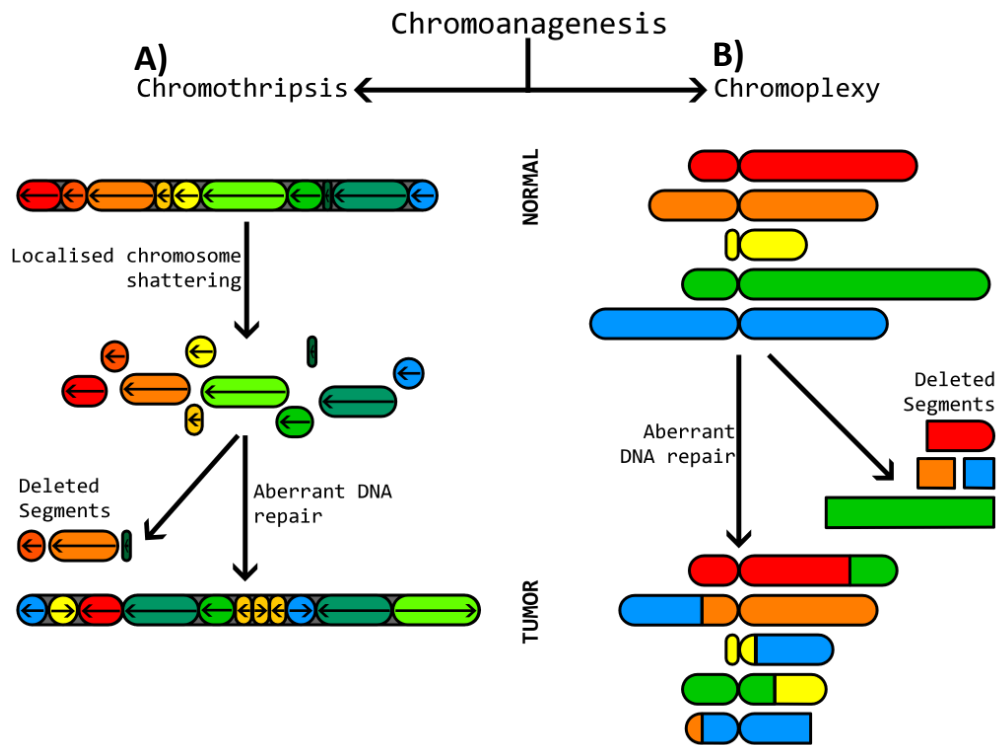 Chromoanagenesis
A)
Chromothripsis
B)
Chromoplexy
NORMAL
Localised chromosome
shattering
Deleted
Segments
Aberrant DNA
repair
Aberrant
DNA repair
Deleted
Segments
TUMOR